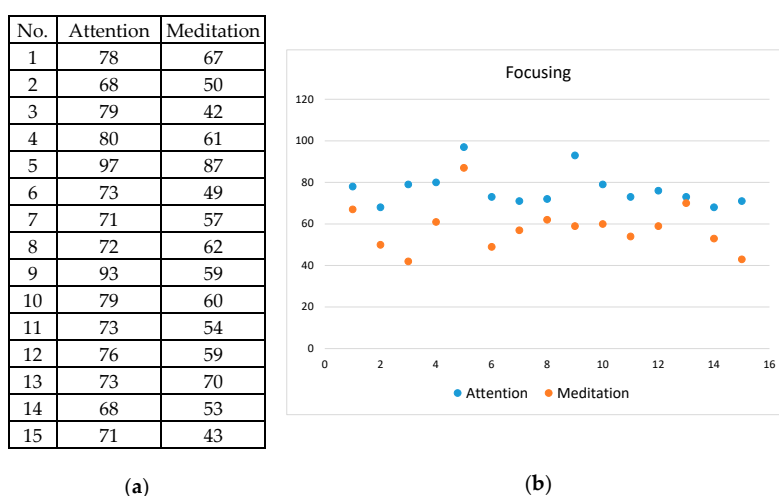 No. Attention Meditation
1 78 67
2 68 50
3 79 42
4 80 61
5 97 87
6 73 49
7 71 57
8 72 62
9 93 59
10 79 60
11 73 54
12 76 59
13 73 70
14 68 53
15 71 43
(a)
Focusing
120
100
80
60
40
20
0
0 2 4 6 8 10 12 14 16
Attention Meditation
(b)